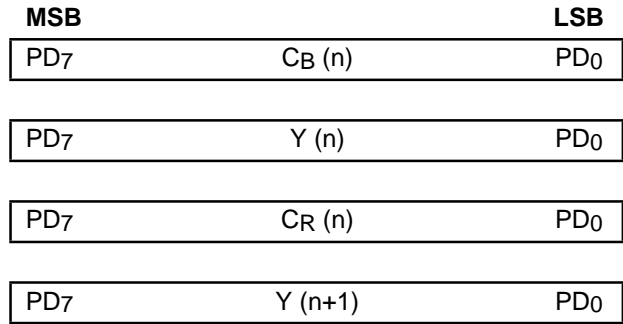 MSB LSB
PD7 CB (n) PD0
PD7 Y (n) PD0
PD7 CR (n) PD0
PD7 Y (n+1) PD0